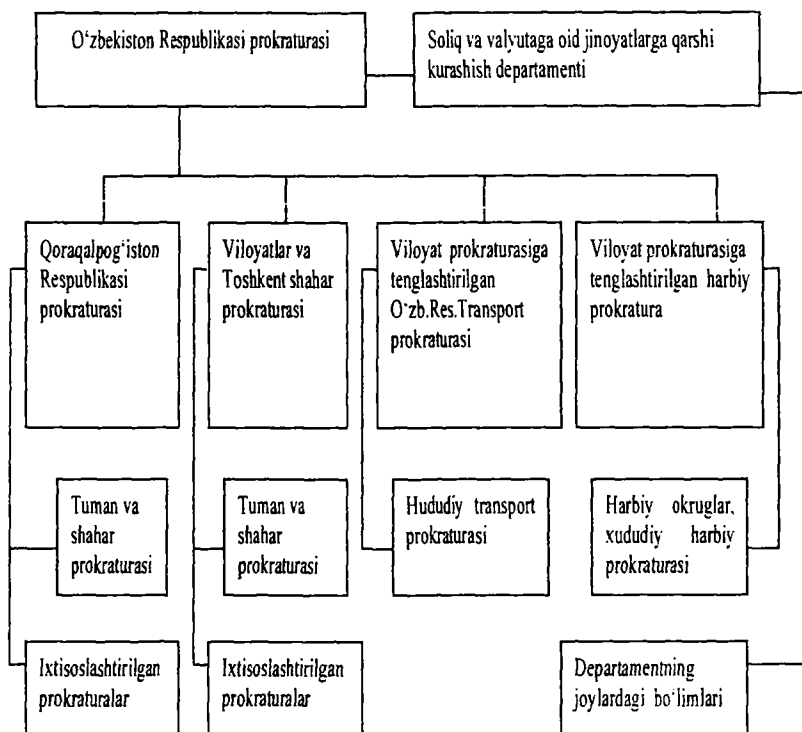 O‘zbekiston Respublikasi prokraturasi
Soliq va valyutaga oid jinoyatlarga qarshi
kurashish departamenti
Qoraqalpog‘iston
Respublikasi
prokraturasi
Viloyatlar va
Toshkent shahar
prokraturasi
Viloyat prokraturasiga
tenglashtirilgan
O‘zb.Res.Transport
prokraturasi
Viloyat prokraturasiga
tenglashtirilgan harbiy
prokratura
Tuman va
shahar
prokraturasi
Tuman va
shahar
prokraturasi
Hududiy transport
prokraturasi
Harbiy okruglar,
xududiy harbiy
prokraturasi
Ixtisoslashtirilgan
prokraturalar
Ixtisoslashtirilgan
prokraturalar
Departamentning
joylardagi bo‘limlari